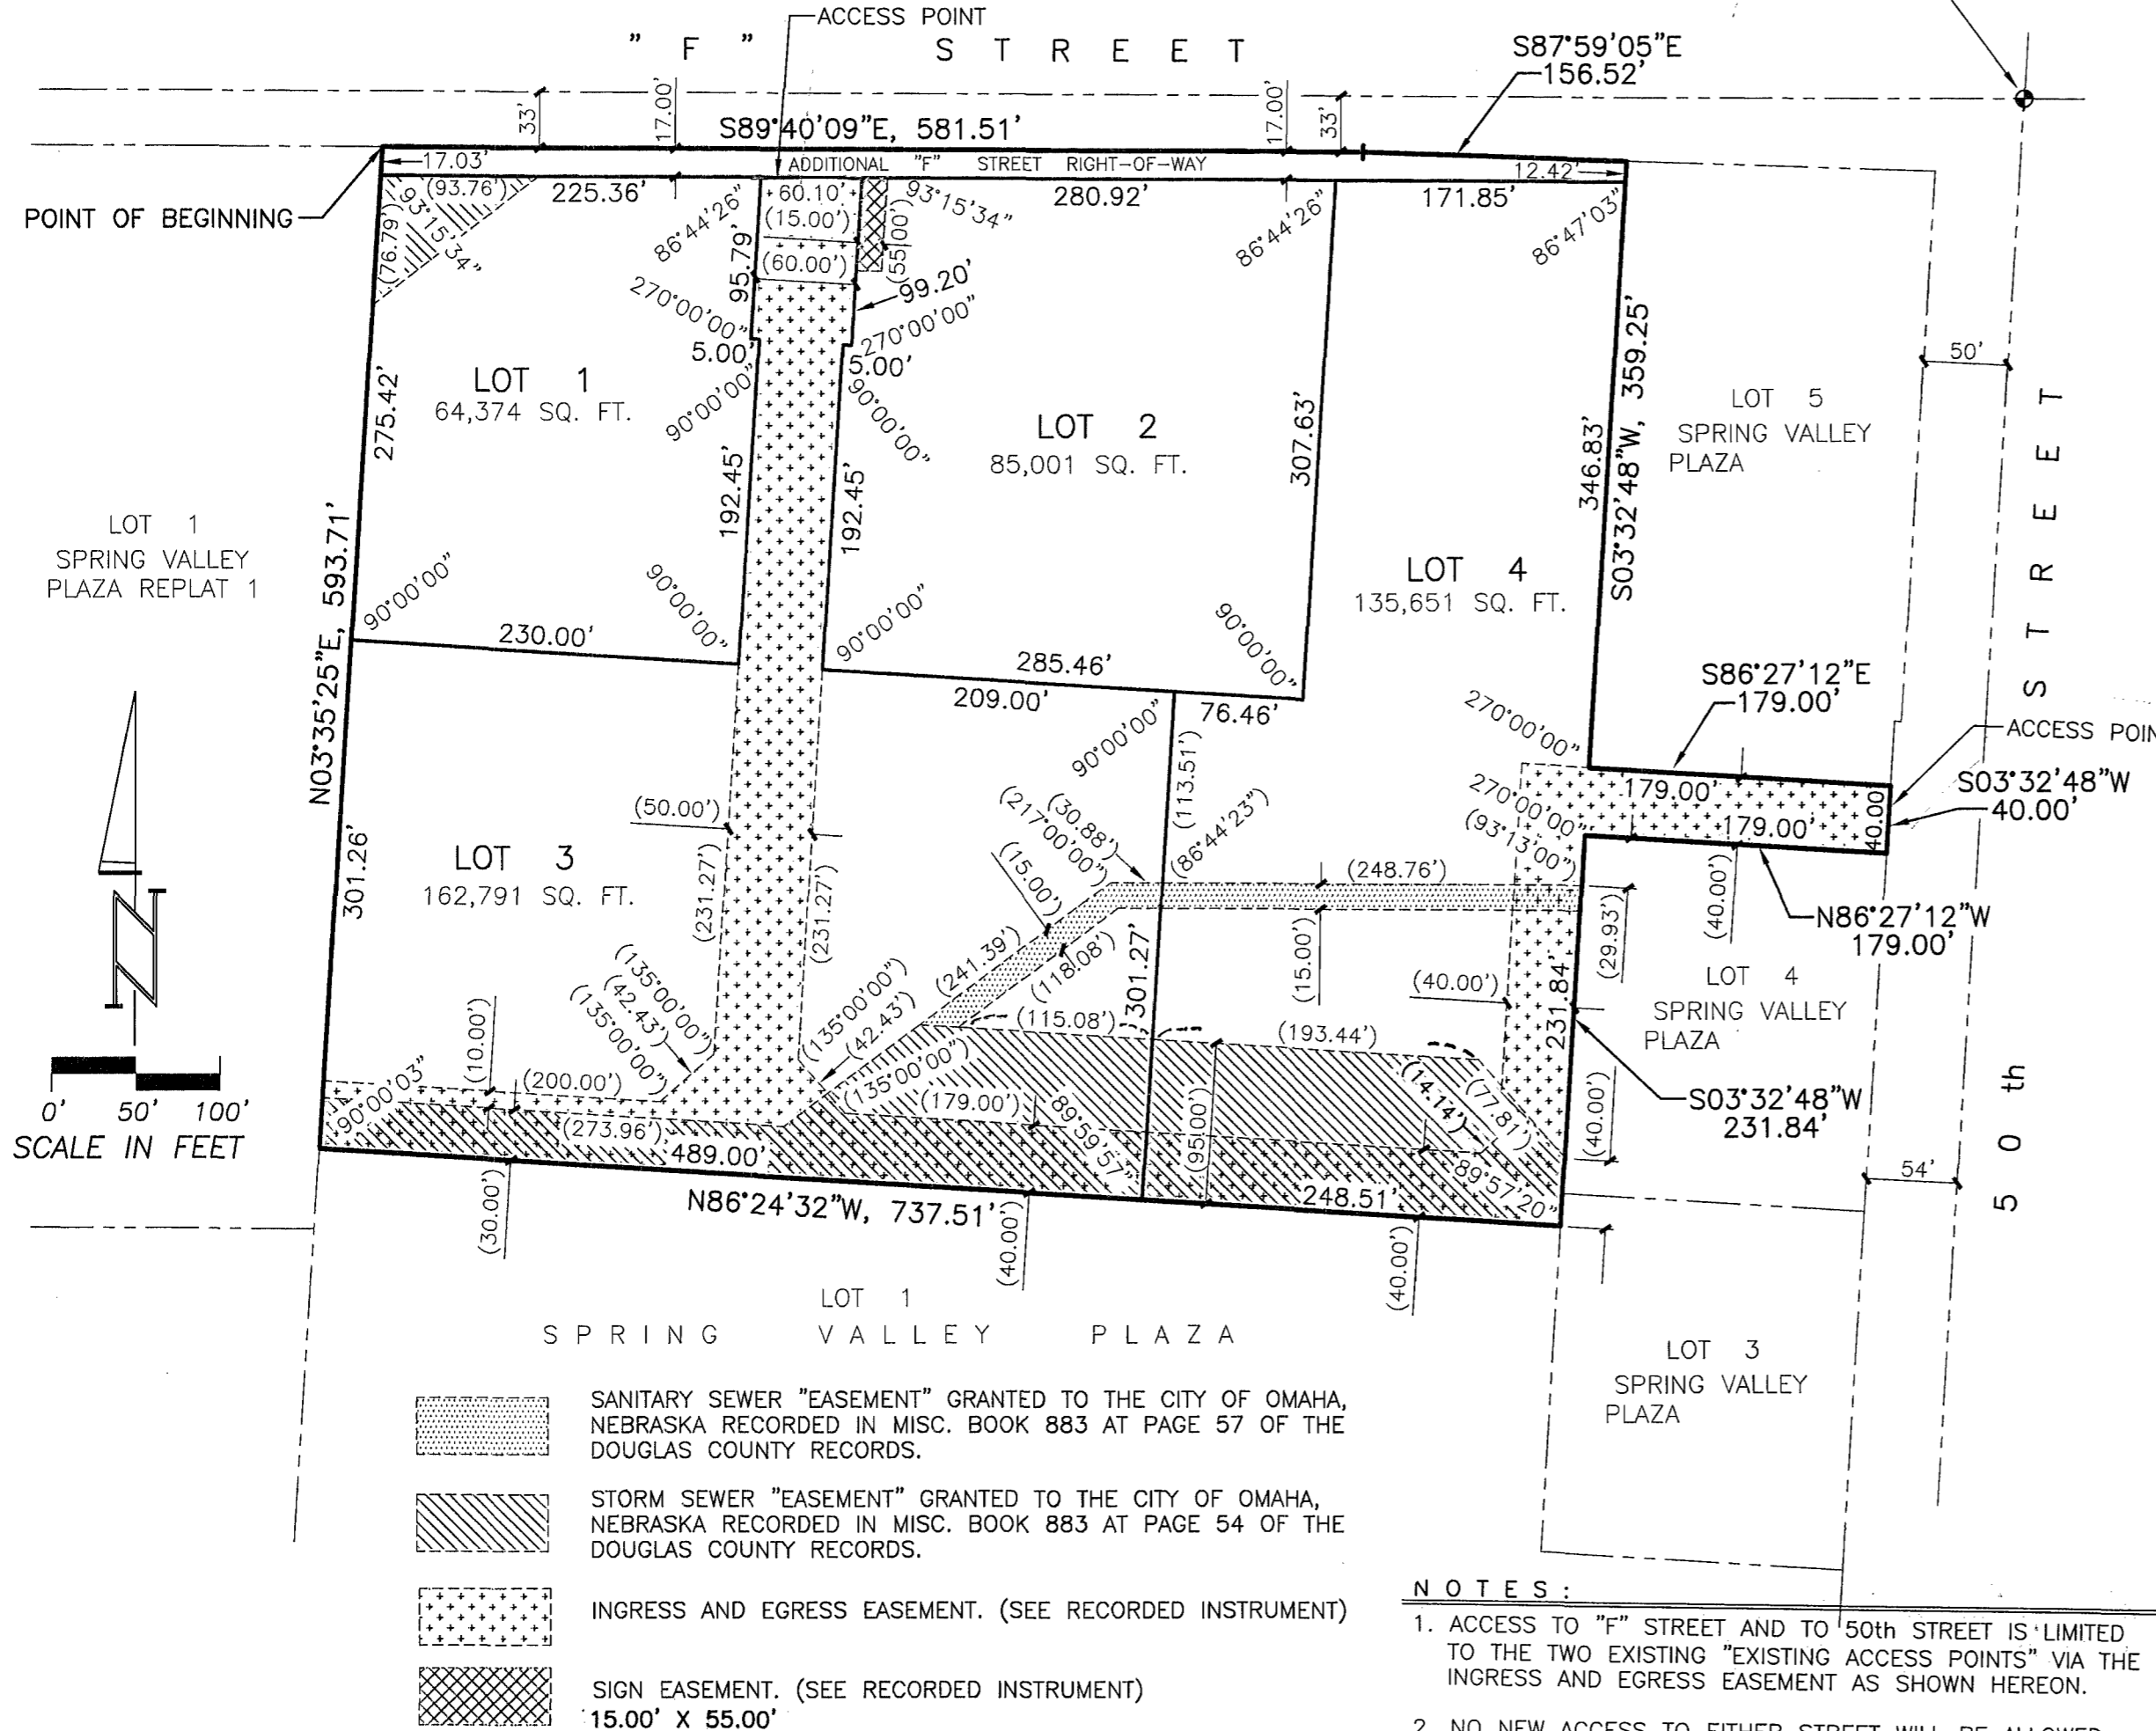 ACCESS POINT
" F " STREET
S87°59'05"E
156.52'
33'
17.00'
S89°40'09"E, 581.51'
17.00'
33'
17.03'
ADDITIONAL "F" STREET RIGHT-OF-WAY
12.42'
POINT OF BEGINNING
(93.76')
225.36'
60.10'
280.92'
171.85'
(76.79')
93°15'34"
86°44'26"
(15.00')
(60.00')
95.79'
(55.00')
93°15'34"
86°44'26"
86°47'03"
99.20'
270°00'00"
270°00'00"
5.00'
5.00'
90°00'00"
90°00'00"
LOT 1
64,374 SQ. FT.
275.42'
192.45'
192.45'
LOT 2
85,001 SQ. FT.
307.63'
346.83'
S03°32'48"W, 359.25'
LOT 5
SPRING VALLEY
PLAZA
50'
50th STREET
LOT 1
SPRING VALLEY
PLAZA REPLAT 1
N03°35'25"E, 593.71'
90°00'00"
90°00'00"
90°00'00"
90°00'00"
230.00'
285.46'
LOT 4
135,651 SQ. FT.
209.00'
76.46'
90°00'00"
(113.51')
270°00'00"
S86°27'12"E
179.00'
ACCESS POIN
S03°32'48"W
40.00'
179.00'
179.00'
40.00
270°00'00"
(93°13'00")
(50.00')
(30.88')
(217°00'00")
(15.00')
(86°44'23")
(248.76')
LOT 3
162,791 SQ. FT.
301.26'
(231.27')
(231.27')
(241.39')
(118.08')
301.27'
(15.00')
(40.00')
231.84'
(29.93')
(40.00')
N86°27'12"W
179.00'
LOT 4
SPRING VALLEY
PLAZA
(135°00'00")
(42.43')
(135°00'00")
(135°00'00")
(42.43')
(135°00'00")
(115.08')
(193.44')
(10.00')
(200.00')
90°00'03"
(273.96')
(179.00')
89°59'57"
(95.00')
(14.14')
(77.81)
(40.00')
S03°32'48"W
231.84'
489.00'
248.51'
89°57'20"
54'
N86°24'32"W, 737.51'
(30.00')
(40.00')
(40.00')
0' 50' 100'
SCALE IN FEET
LOT 1
SPRING VALLEY PLAZA
LOT 3
SPRING VALLEY
PLAZA
SANITARY SEWER "EASEMENT" GRANTED TO THE CITY OF OMAHA,
NEBRASKA RECORDED IN MISC. BOOK 883 AT PAGE 57 OF THE
DOUGLAS COUNTY RECORDS.
STORM SEWER "EASEMENT" GRANTED TO THE CITY OF OMAHA,
NEBRASKA RECORDED IN MISC. BOOK 883 AT PAGE 54 OF THE
DOUGLAS COUNTY RECORDS.
INGRESS AND EGRESS EASEMENT. (SEE RECORDED INSTRUMENT)
SIGN EASEMENT. (SEE RECORDED INSTRUMENT)
15.00' X 55.00'
NOTES:
1. ACCESS TO "F" STREET AND TO 50th STREET IS LIMITED
TO THE TWO EXISTING "EXISTING ACCESS POINTS" VIA THE
INGRESS AND EGRESS EASEMENT AS SHOWN HEREON.
2. NO NEW ACCESS TO EITHER STREET WILL BE ALLOWED